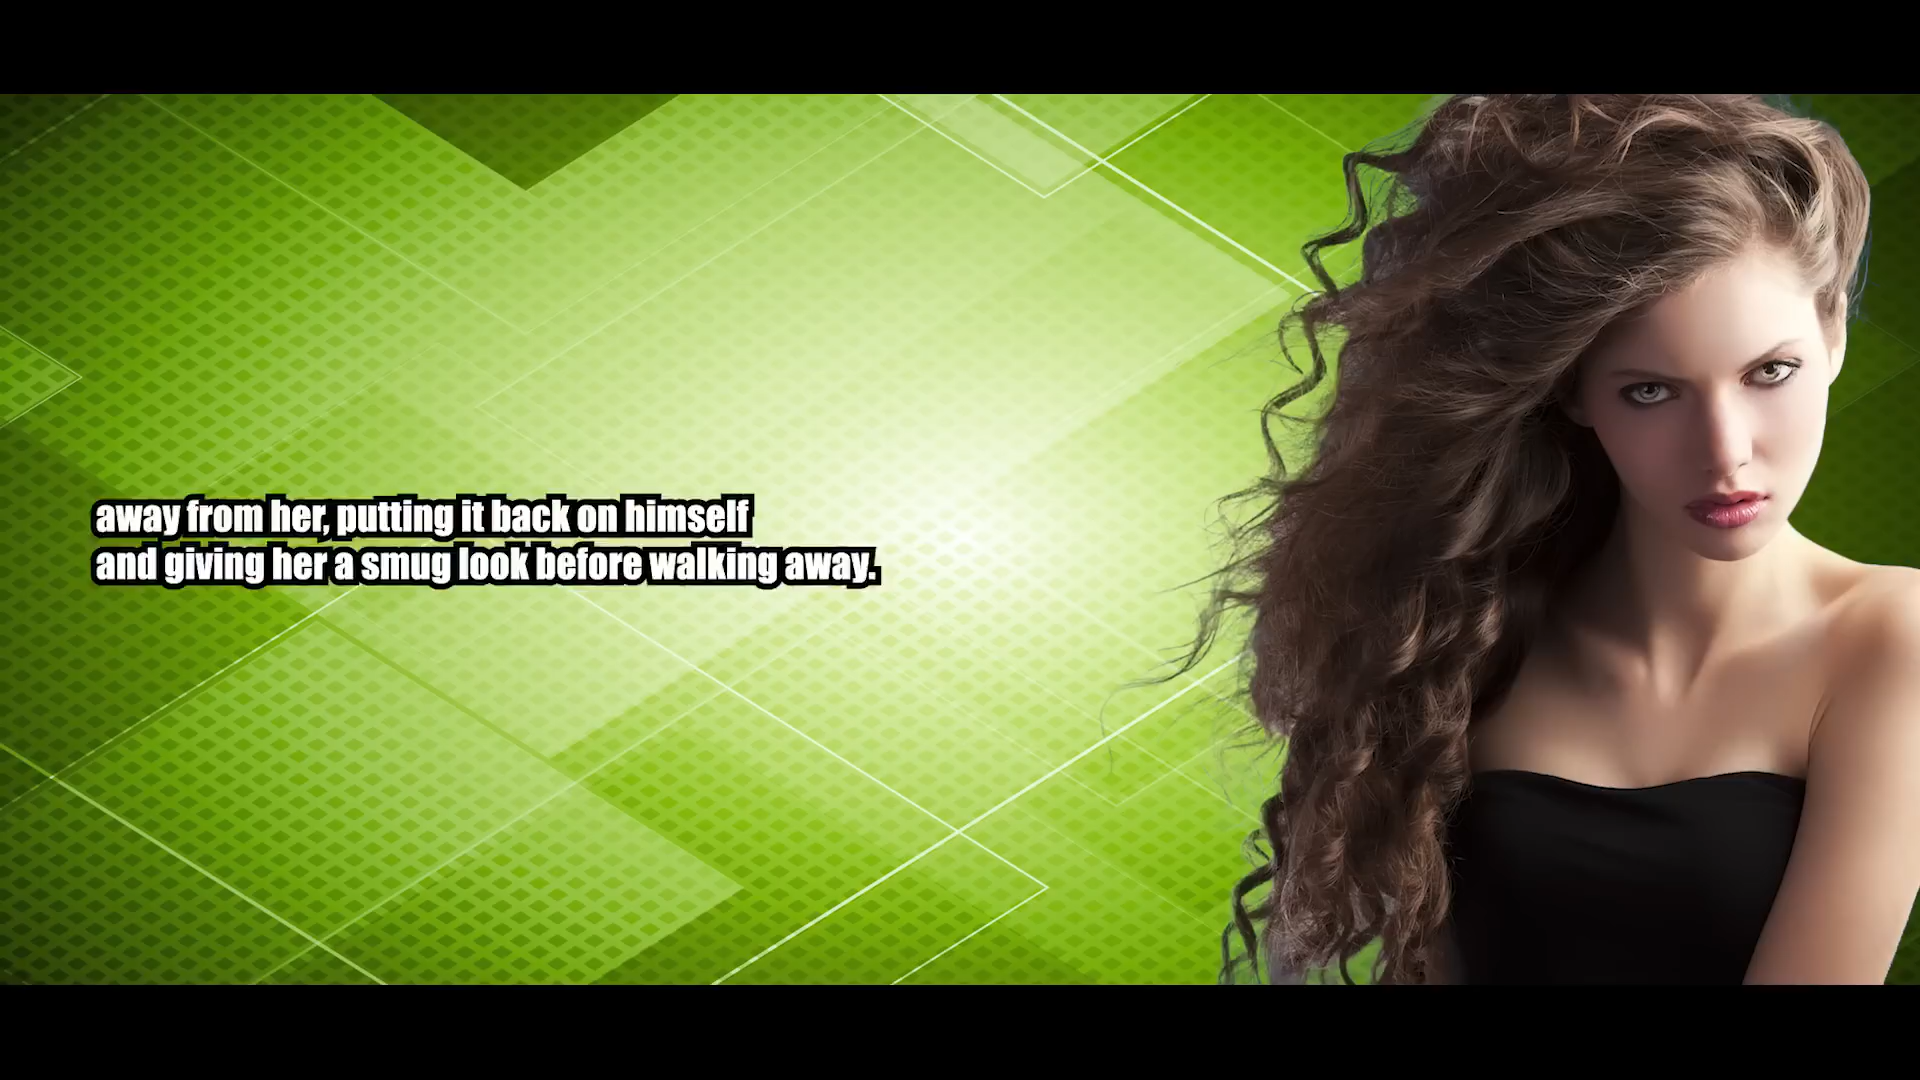 away from her, putting it back on himself
and giving her a smug look before walking away.